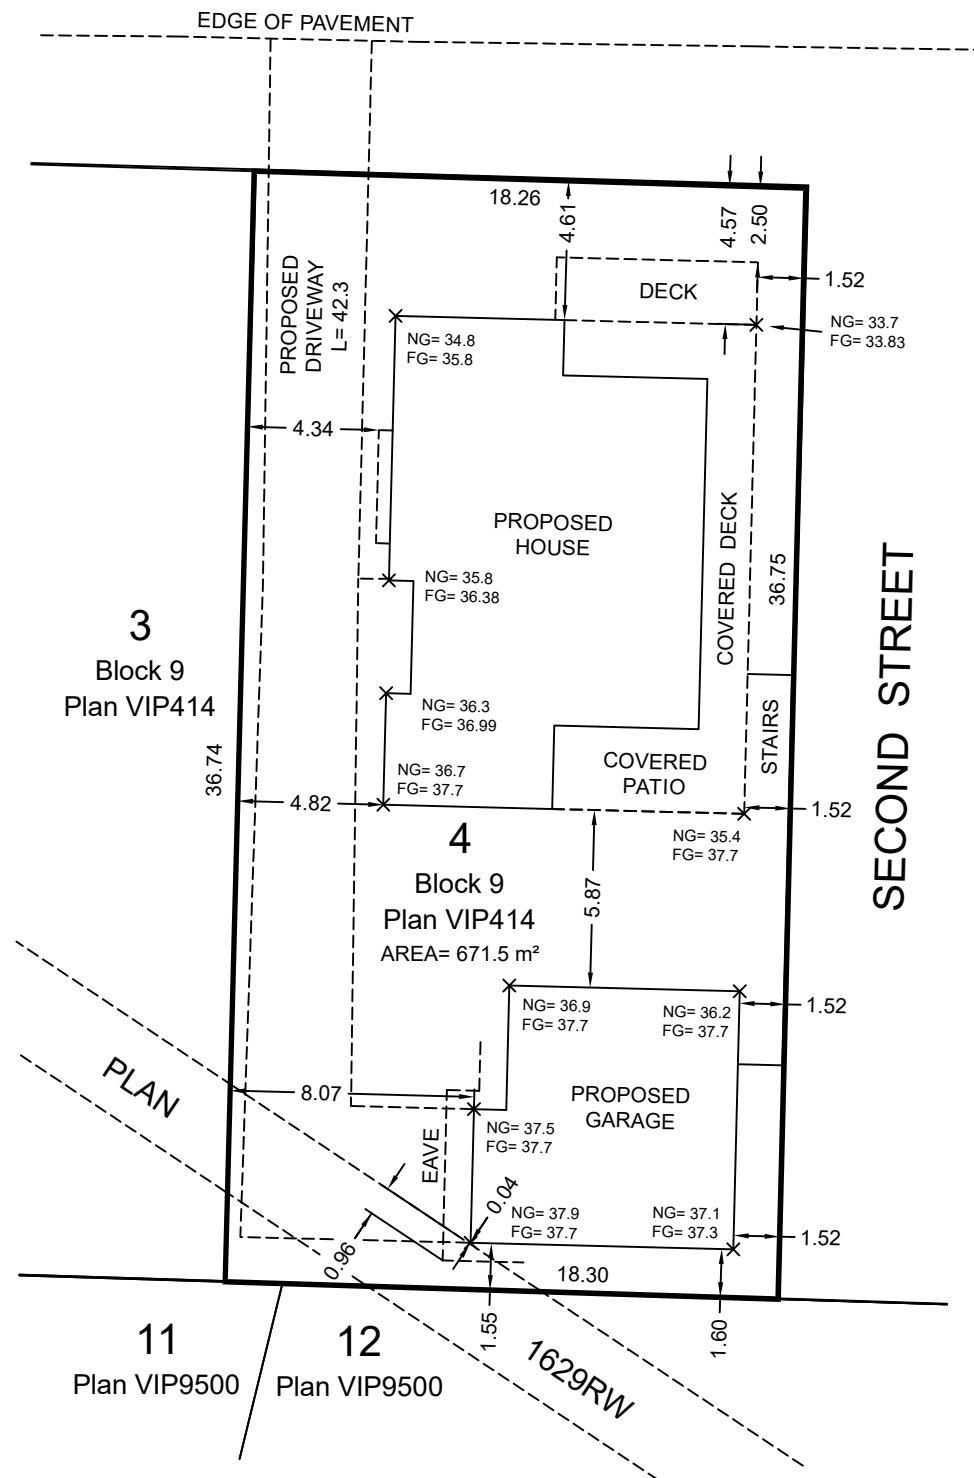 EDGE OF PAVEMENT
18.26
4.61
4.57
2.50
1.52
DECK
PROPOSED
DRIVEWAY
L= 42.3
NG= 33.7
FG= 33.83
NG= 34.8
FG= 35.8
4.34
PROPOSED
HOUSE
COVERED DECK
36.75
SECOND STREET
NG= 35.8
FG= 36.38
3
Block 9
Plan VIP414
NG= 36.3
FG= 36.99
STAIRS
36.74
NG= 36.7
FG= 37.7
COVERED
PATIO
4.82
1.52
NG= 35.4
FG= 37.7
4
Block 9
Plan VIP414
AREA= 671.5 m²
5.87
NG= 36.9
FG= 37.7
NG= 36.2
FG= 37.7
1.52
PLAN
8.07
PROPOSED
GARAGE
NG= 37.5
FG= 37.7
EAVE
0.04
NG= 37.9
FG= 37.7
NG= 37.1
FG= 37.3
1.52
0.96
18.30
1.55
1.60
11
Plan VIP9500
12
Plan VIP9500
1629RW